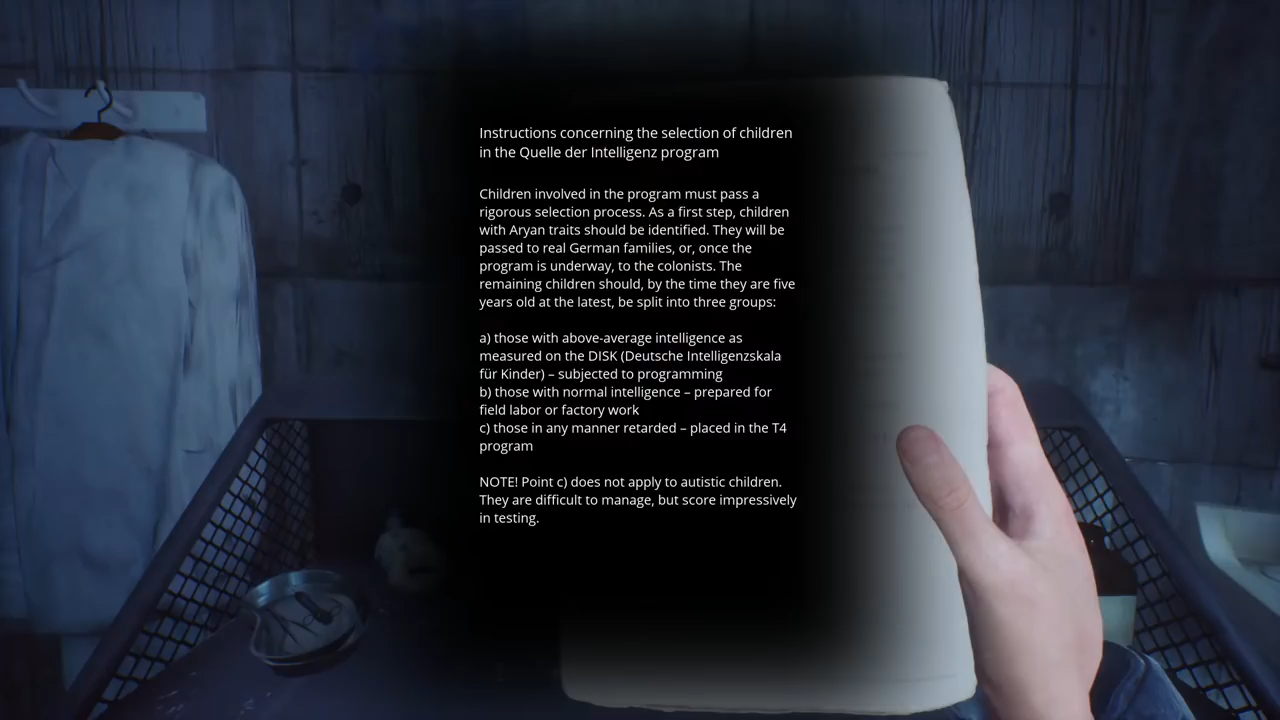 Instructions concerning the selection of children
in the Quelle der Intelligenz program
Children involved in the program must pass a
rigorous selection process. As a first step, children
with Aryan traits should be identified. They will be
passed to real German families, or, once the
program is underway, to the colonists. The
remaining children should, by the time they are five
years old at the latest, be split into three groups:
a) those with above-average intelligence as
measured on the DISK (Deutsche Intelligenzskala
für Kinder) – subjected to programming
b) those with normal intelligence – prepared for
field labor or factory work
c) those in any manner retarded – placed in the T4
program
NOTE! Point c) does not apply to autistic children.
They are difficult to manage, but score impressively
in testing.